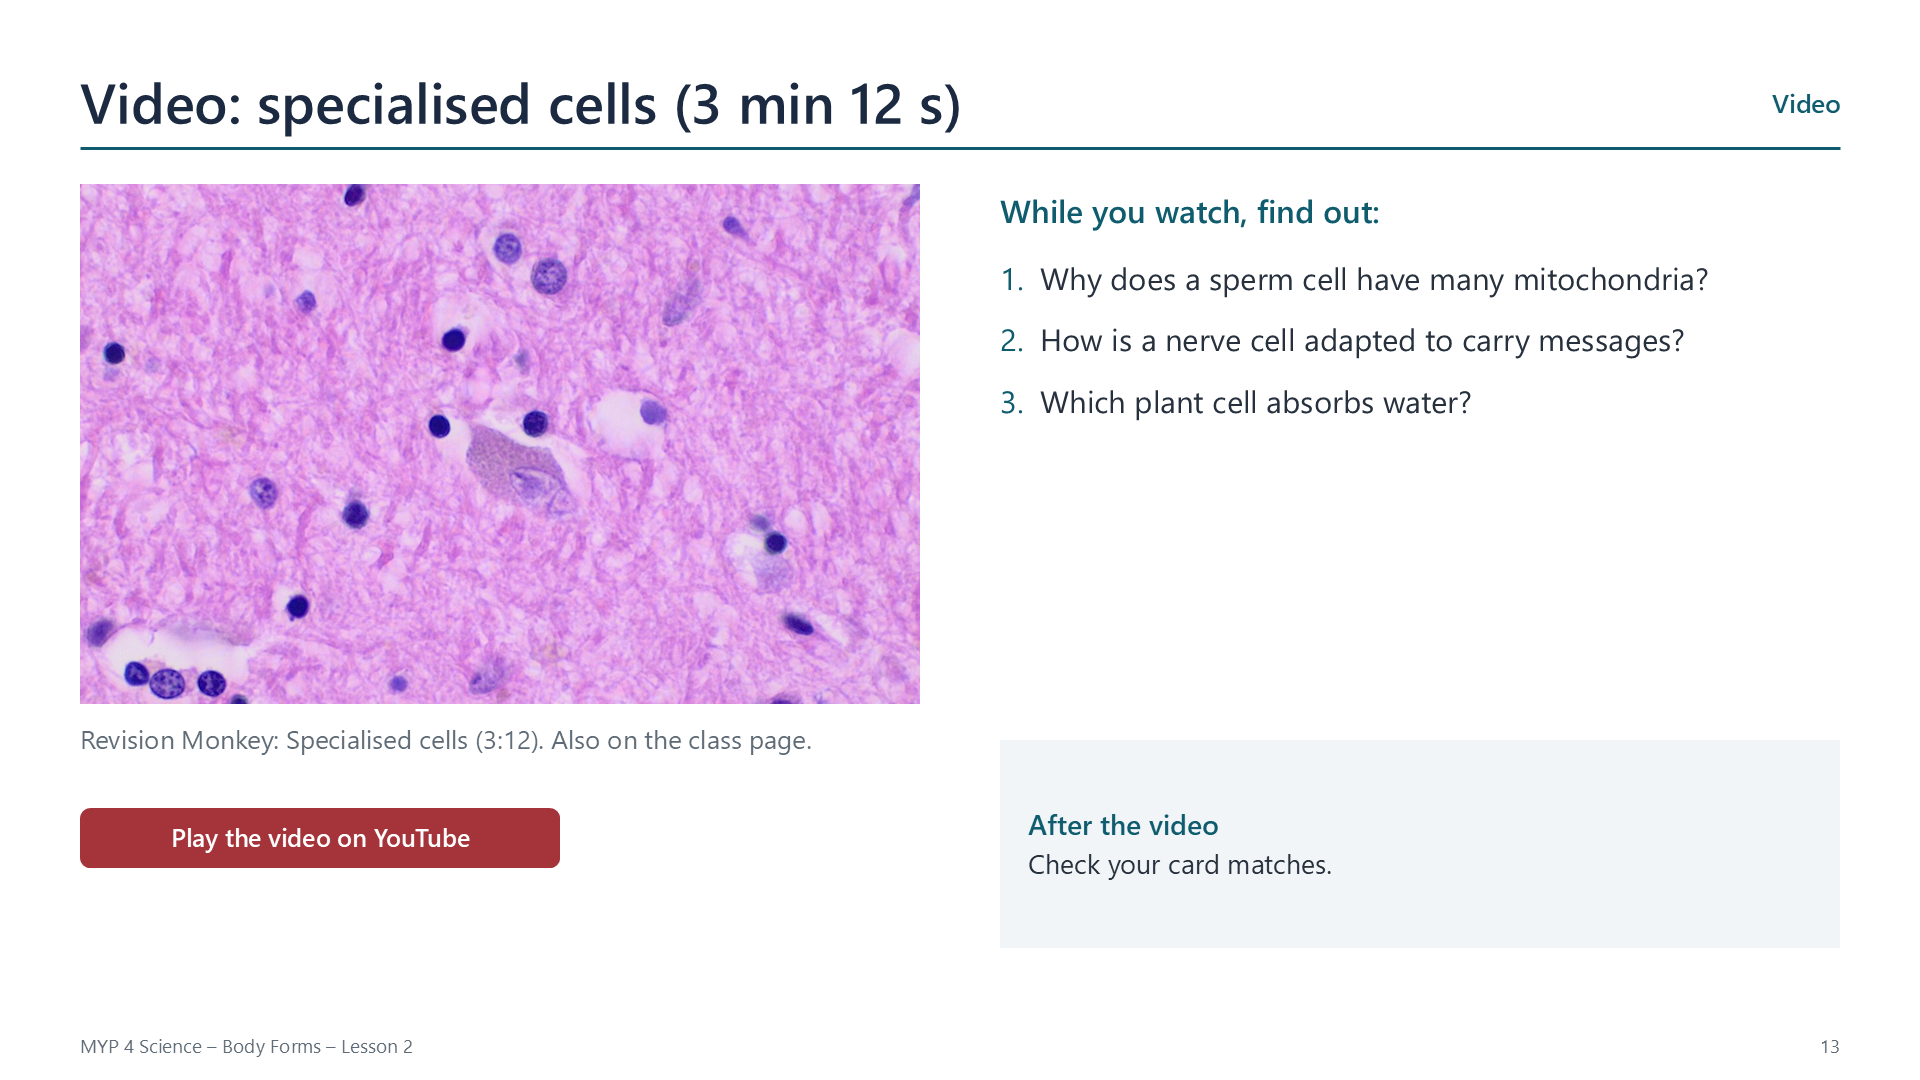 Video: specialised cells (3 min 12 s)
Video
While you watch, find out:
1. Why does a sperm cell have many mitochondria?
2. How is a nerve cell adapted to carry messages?
3. Which plant cell absorbs water?
Revision Monkey: Specialised cells (3:12). Also on the class page.
Play the video on YouTube
After the video
Check your card matches.
MYP 4 Science – Body Forms – Lesson 2
13